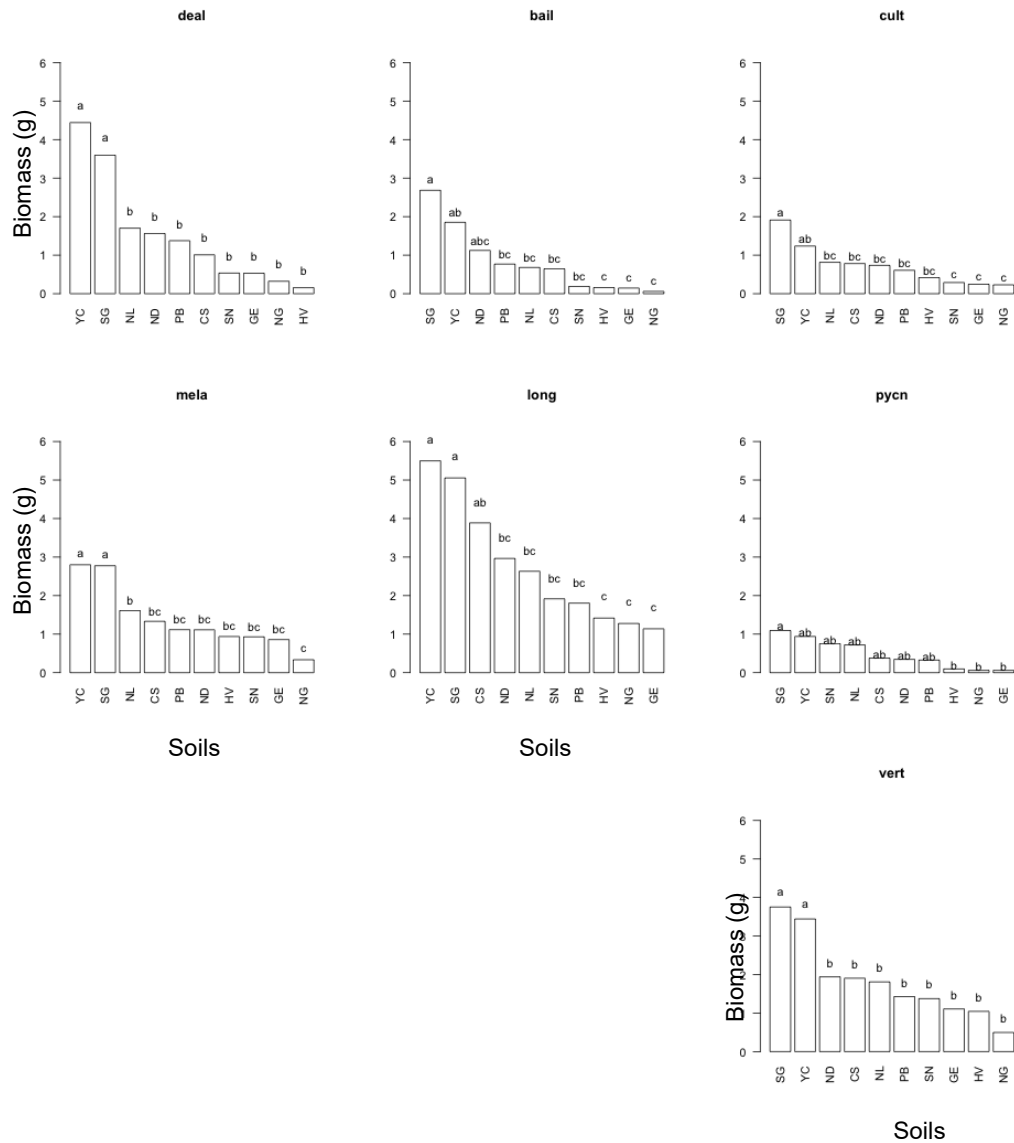 deal
bail
cult
6
5
4
3
2
1
0
Biomass (g)
a
a
b
b
b
b
b
b
b
b
YC SG NL ND PB CS SN GE NG HV
6
5
4
3
2
1
0
a
ab
abc
bc
bc
bc
c
c
c
c
SG YC ND PB NL CS SN HV GE NG
6
5
4
3
2
1
0
a
ab
bc
bc
bc
bc
bc
c
c
c
SG YC NL CS ND PB HV SN GE NG
mela
long
pycn
6
5
4
3
2
1
0
Biomass (g)
a
a
b
bc
bc
bc
bc
bc
bc
c
YC SG NL CS PB ND HV SN GE NG
Soils
6
5
4
3
2
1
0
a
a
ab
bc
bc
bc
bc
c
c
c
YC SG CS ND NL SN PB HV NG GE
Soils
6
5
4
3
2
1
0
a
ab
ab
ab
ab
ab
ab
b
b
b
SG YC SN NL CS ND PB HV NG GE
vert
6
5
4
3
2
1
0
Biomass (g)
a
a
b
b
b
b
b
b
b
b
SG YC ND CS NL PB SN GE HV NG
Soils